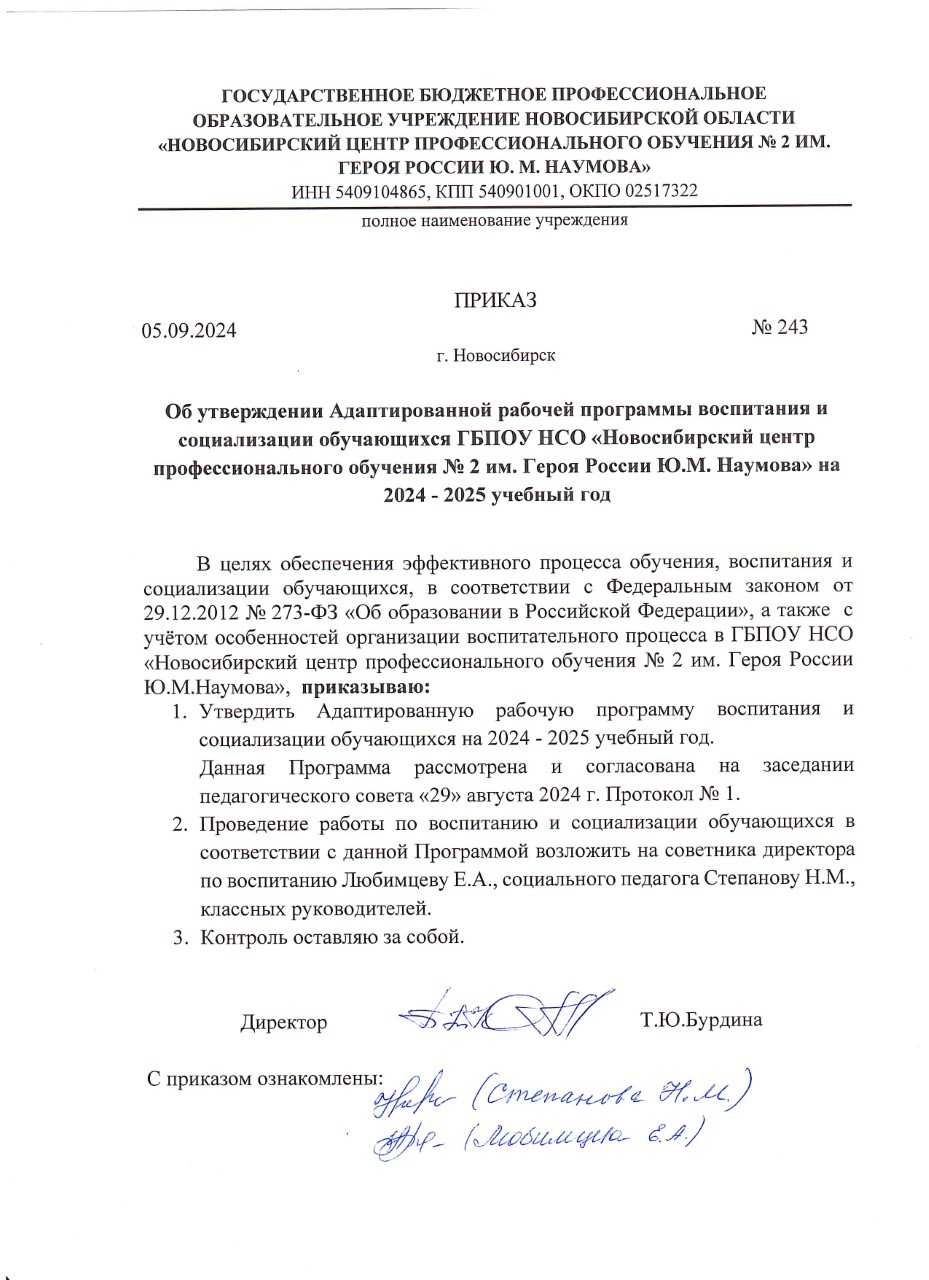 ГОСУДАРСТВЕННОЕ БЮДЖЕТНОЕ ПРОФЕССИОНАЛЬНОЕ
ОБРАЗОВАТЕЛЬНОЕ УЧРЕЖДЕНИЕ НОВОСИБИРСКОЙ ОБЛАСТИ
«НОВОСИБИРСКИЙ ЦЕНТР ПРОФЕССИОНАЛЬНОГО ОБУЧЕНИЯ № 2 ИМ.
ГЕРОЯ РОССИИ Ю. М. НАУМОВА»
ИНН 5409104865, КПП 540901001, ОКПО 02517322
полное наименование учреждения
ПРИКАЗ
05.09.2024 № 243
г. Новосибирск
Об утверждении Адаптированной рабочей программы воспитания и
социализации обучающихся ГБПОУ НСО «Новосибирский центр
профессионального обучения № 2 им. Героя России Ю.М. Наумова» на
2024 - 2025 учебный год
В целях обеспечения эффективного процесса обучения, воспитания и
социализации обучающихся, в соответствии с Федеральным законом от
29.12.2012 № 273-ФЗ «Об образовании в Российской Федерации», а также с
учётом особенностей организации воспитательного процесса в ГБПОУ НСО
«Новосибирский центр профессионального обучения № 2 им. Героя России
Ю.М.Наумова», приказываю:
1. Утвердить Адаптированную рабочую программу воспитания и
социализации обучающихся на 2024 - 2025 учебный год.
Данная Программа рассмотрена и согласована на заседании
педагогического совета «29» августа 2024 г. Протокол № 1.
2. Проведение работы по воспитанию и социализации обучающихся в
соответствии с данной Программой возложить на советника директора
по воспитанию Любимцеву Е.А., социального педагога Степанову Н.М.,
классных руководителей.
3. Контроль оставляю за собой.
Директор Т.Ю.Бурдина
С приказом ознакомлены:
(Степанова Н.М.)
(Любимцева Е.А.)